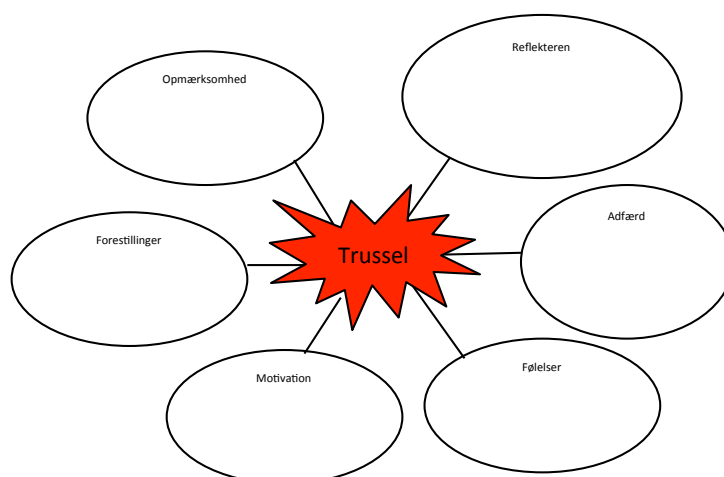 Reflekteren
Opmærksomhed
Forestillinger
Adfærd
Trussel
Motivation
Følelser